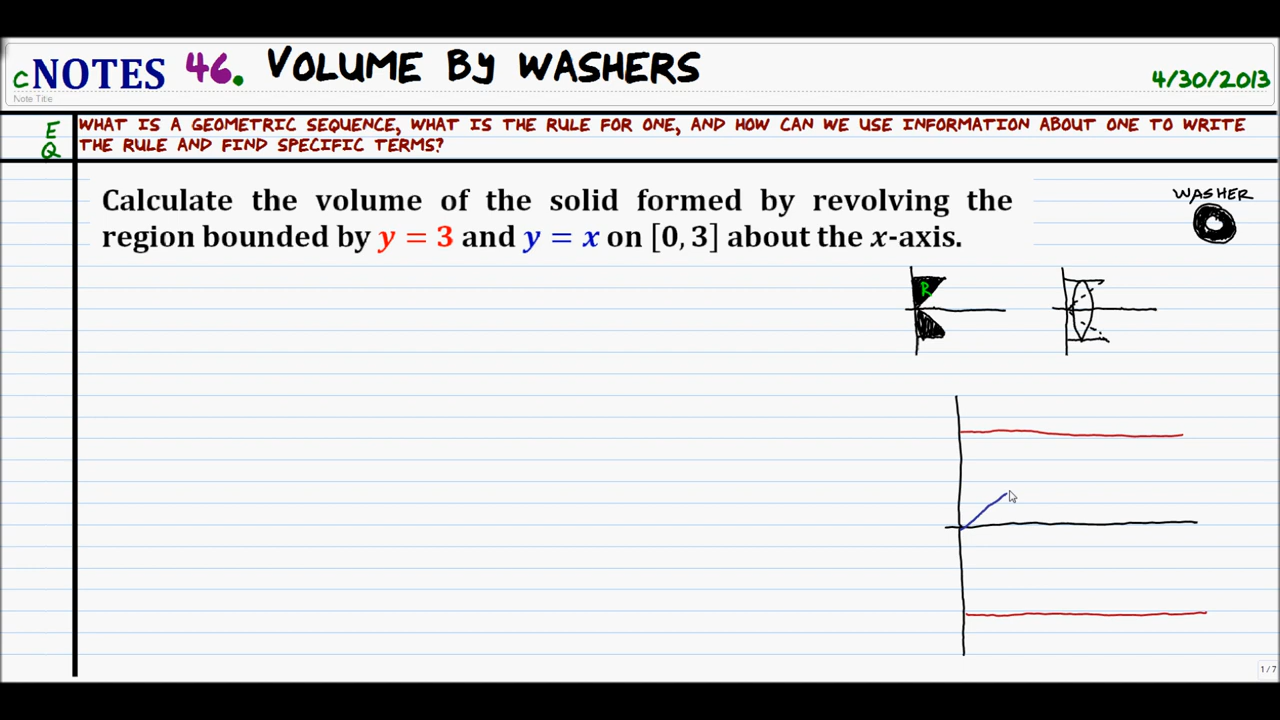 cNOTES 46. VOLUME BY WASHERS
4/30/2013
Note Title
EQ
WHAT IS A GEOMETRIC SEQUENCE, WHAT IS THE RULE FOR ONE, AND HOW CAN WE USE INFORMATION ABOUT ONE TO WRITE
THE RULE AND FIND SPECIFIC TERMS?
Calculate the volume of the solid formed by revolving the
region bounded by y = 3 and y = x on [0, 3] about the x-axis.
WASHER
R
1 / 7